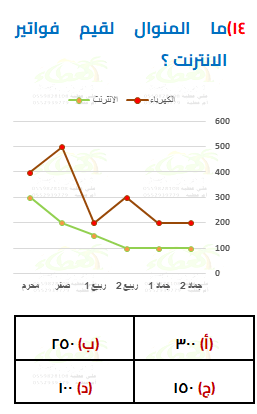 ١٤)ما المنوال لقيم فواتير
الانترنت ؟
الانترنت الكهرباء
600
500
400
300
200
100
0
محرم صفر ربيع 1 ربيع 2 جماد 1 جماد 2
(أ) ٣٠٠ (ب) ٢٥٠
(ج) ١٥٠ (د) ١٠٠